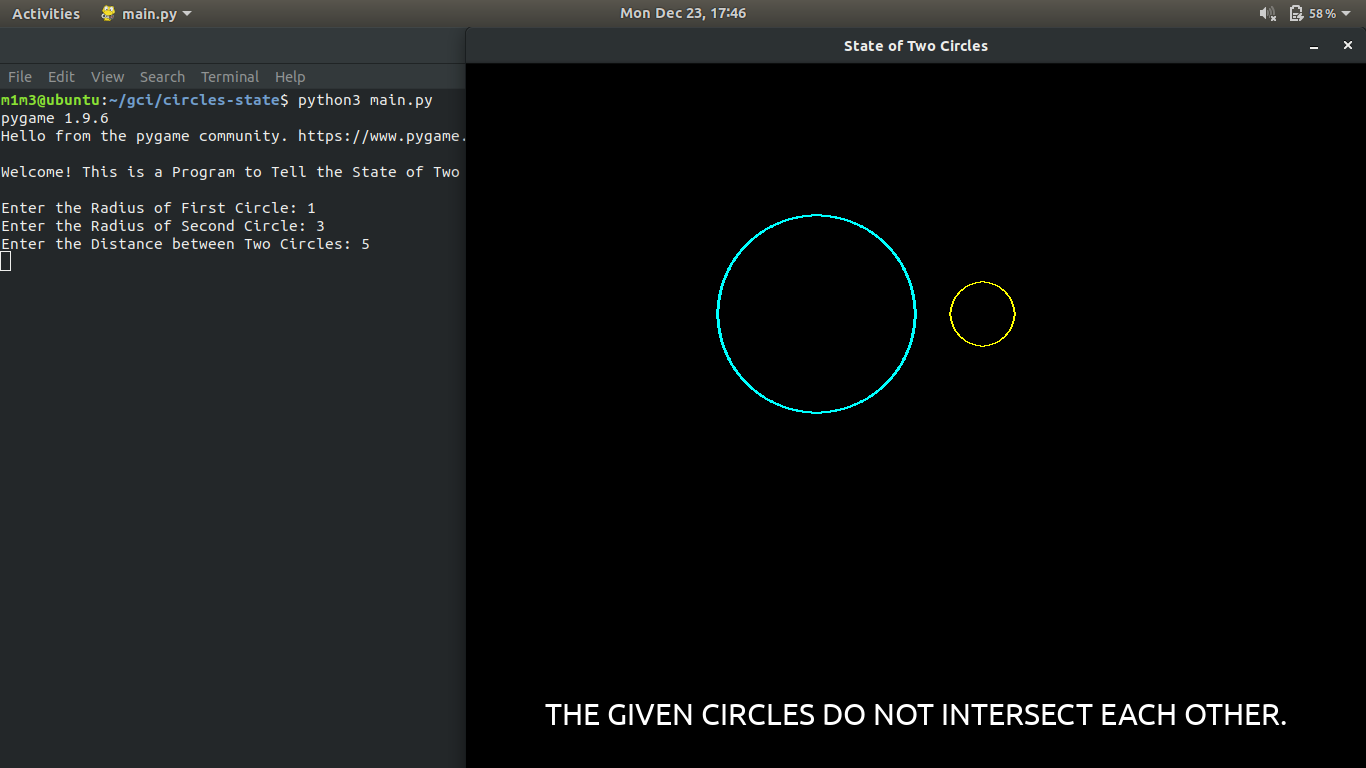 Activities main.py Mon Dec 23, 17:46 58%
State of Two Circles
File Edit View Search Terminal Help
m1m3@ubuntu:~/gci/circles-state$ python3 main.py
pygame 1.9.6
Hello from the pygame community. https://www.pygame.
Welcome! This is a Program to Tell the State of Two
Enter the Radius of First Circle: 1
Enter the Radius of Second Circle: 3
Enter the Distance between Two Circles: 5
THE GIVEN CIRCLES DO NOT INTERSECT EACH OTHER.